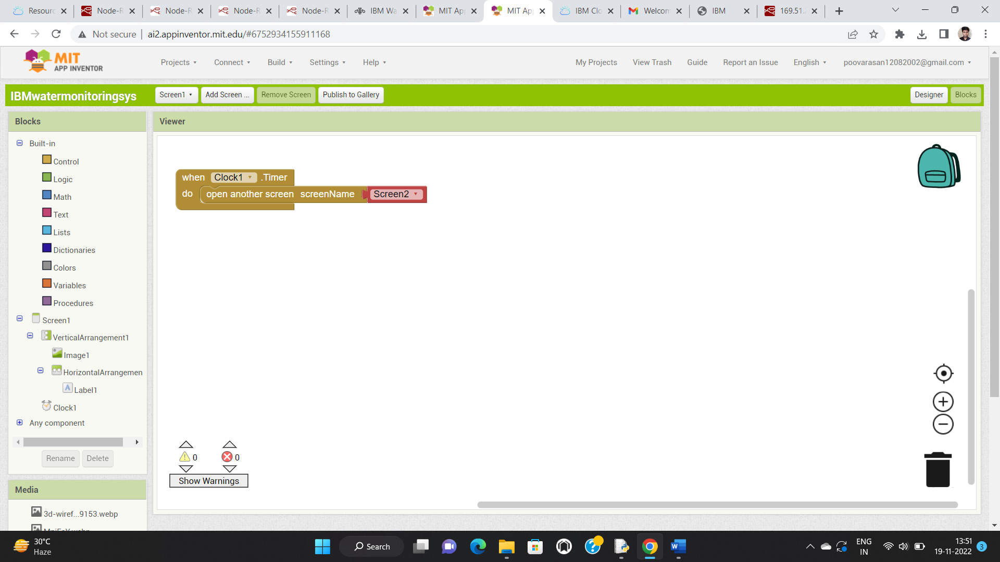 Resourc
Node-R
Node-R
Node-R
Node-R
IBM Wa
MIT App
MIT App
IBM Clo
Welcom
IBM
169.51.
Not secure
ai2.appinventor.mit.edu/#6752934155911168
MIT
APP INVENTOR
Projects
Connect
Build
Settings
Help
My Projects
View Trash
Guide
Report an Issue
English
poovarasan12082002@gmail.com
IBMwatermonitoringsys
Screen1
Add Screen ...
Remove Screen
Publish to Gallery
Designer
Blocks
Blocks
Viewer
Built-in
Control
Logic
Math
Text
Lists
Dictionaries
Colors
Variables
Procedures
Screen1
VerticalArrangement1
Image1
HorizontalArrangemen
Label1
Clock1
Any component
Rename
Delete
Media
3d-wiref...9153.webp
when Clock1 .Timer
do open another screen screenName Screen2
0
0
Show Warnings
30°C
Haze
Search
ENG
IN
13:51
19-11-2022
3